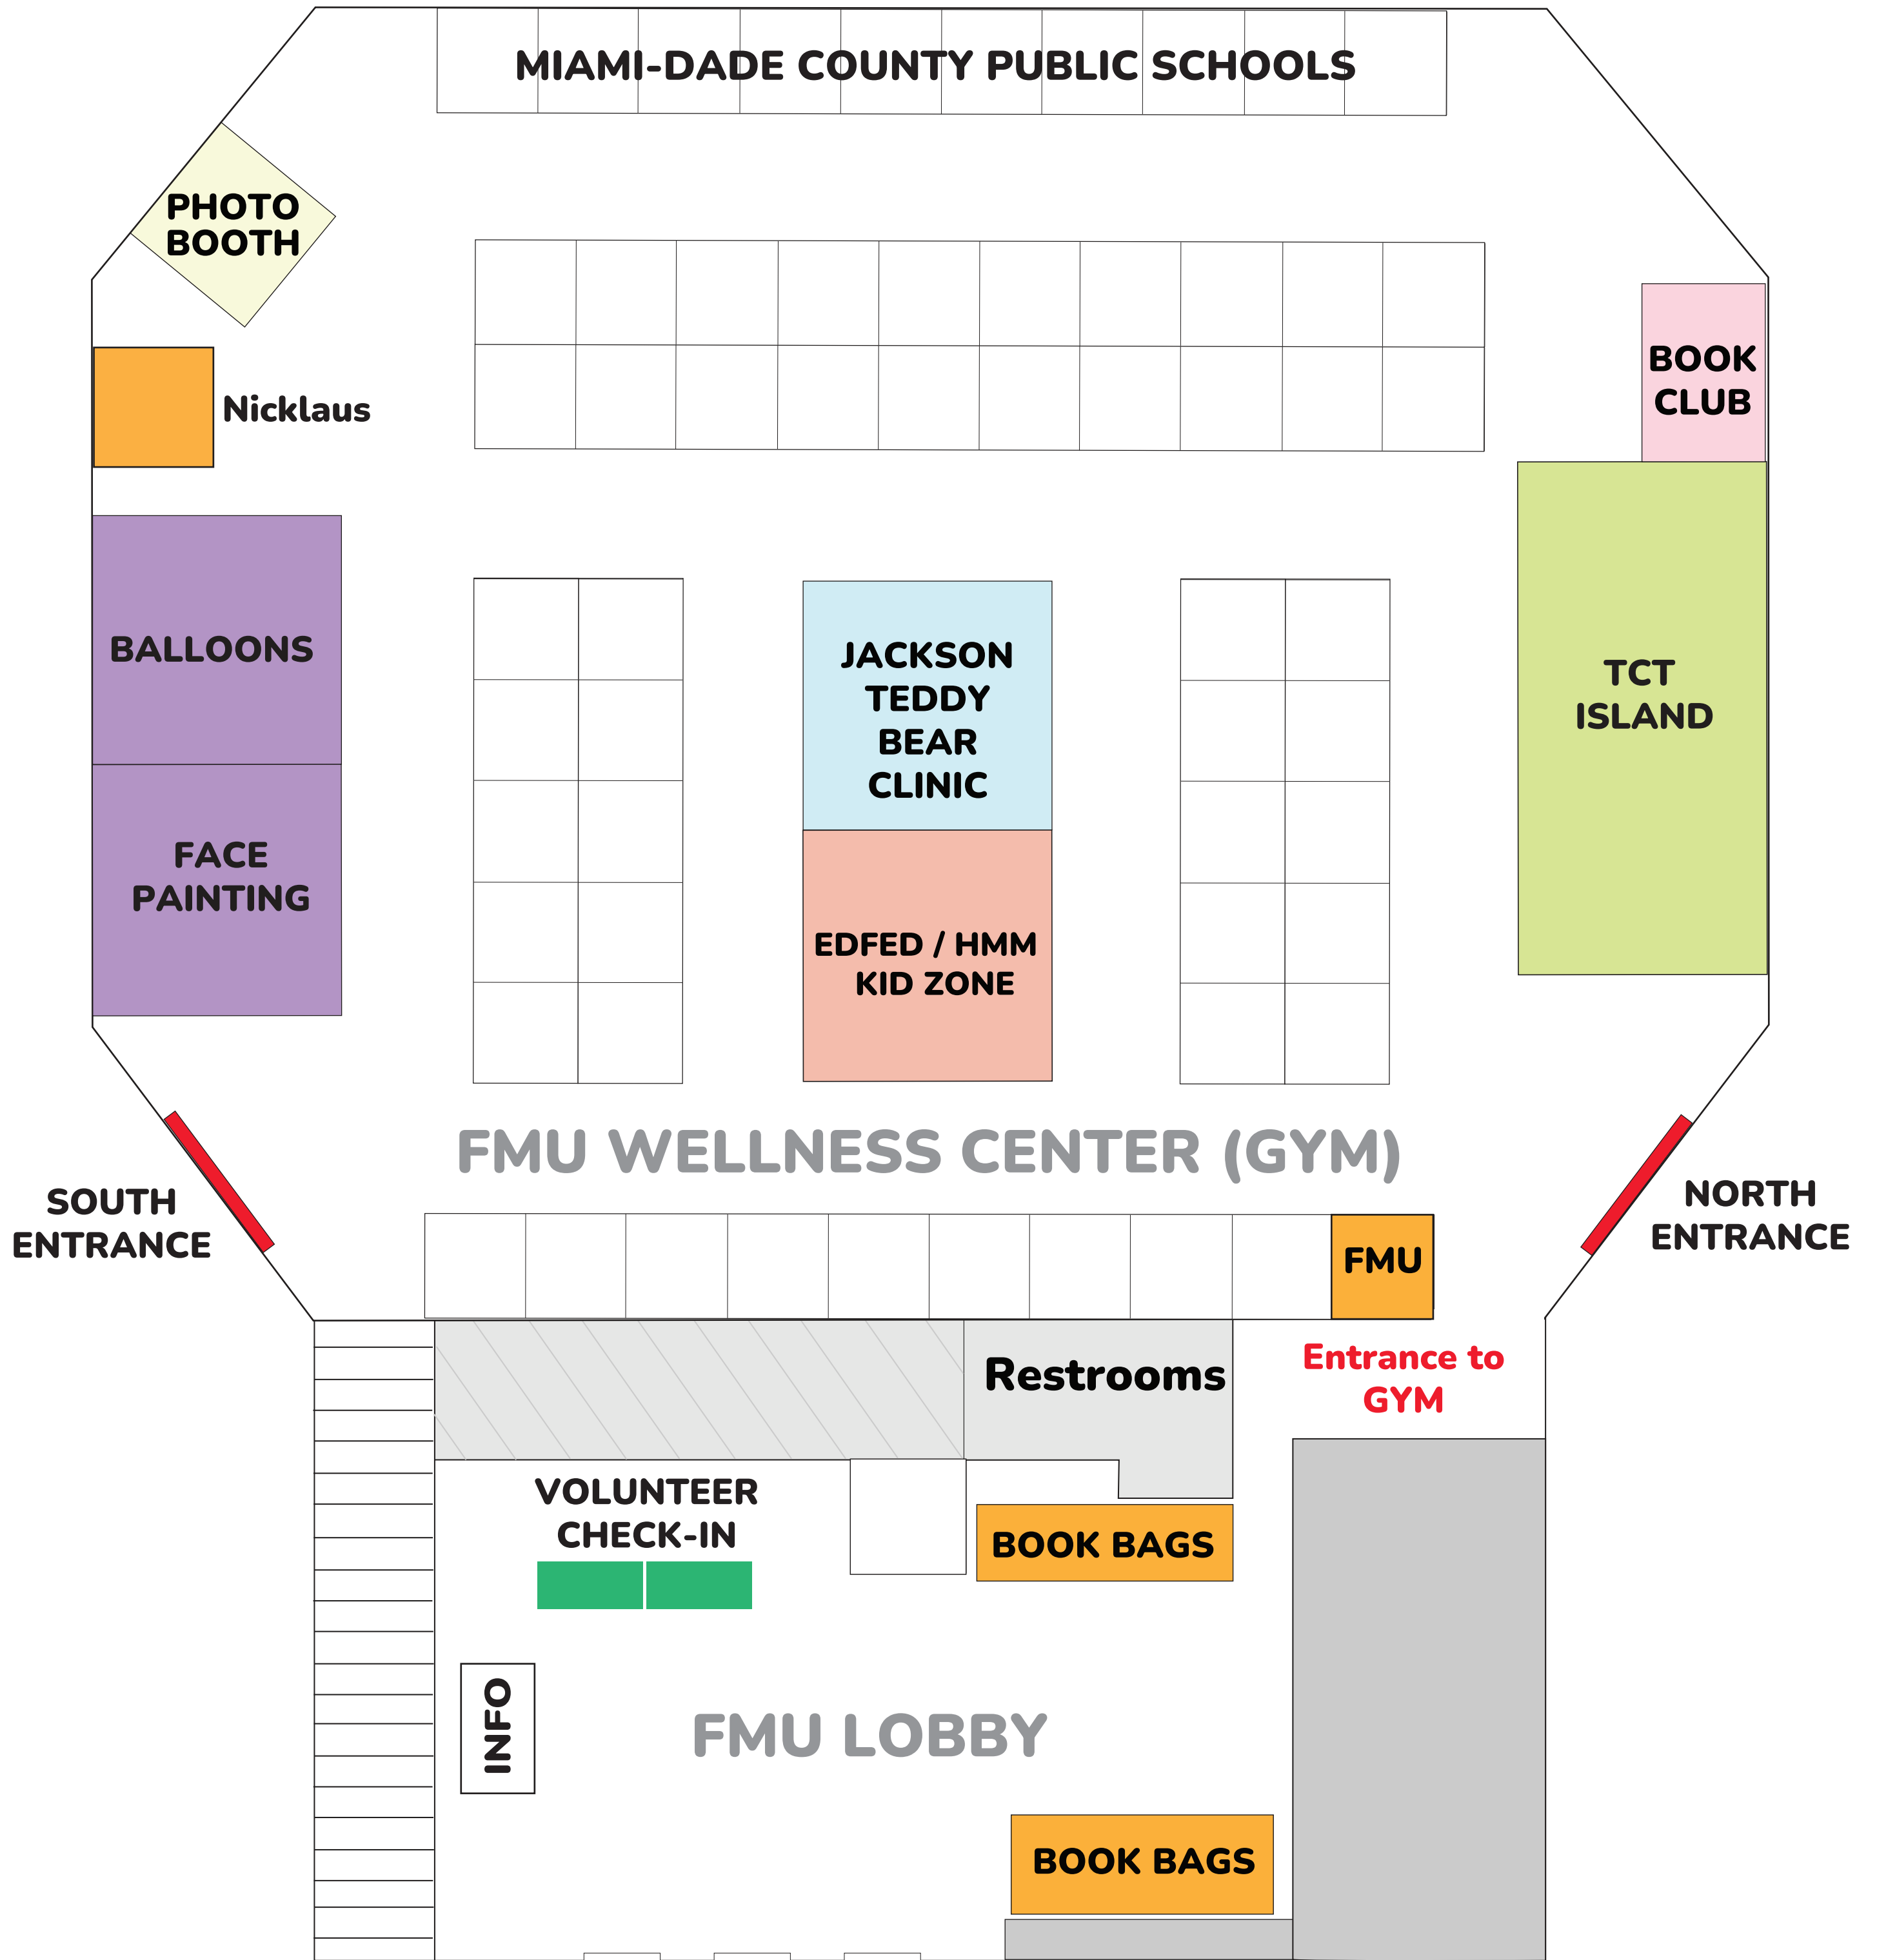 MIAMI-DADE COUNTY PUBLIC SCHOOLS
PHOTO
BOOTH
Nicklaus
BOOK
CLUB
BALLOONS
FACE
PAINTING
JACKSON
TEDDY
BEAR
CLINIC
EDFED / HMM
KID ZONE
TCT
ISLAND
FMU WELLNESS CENTER (GYM)
SOUTH
ENTRANCE
NORTH
ENTRANCE
FMU
Restrooms
Entrance to
GYM
VOLUNTEER
CHECK-IN
BOOK BAGS
INFO
FMU LOBBY
BOOK BAGS